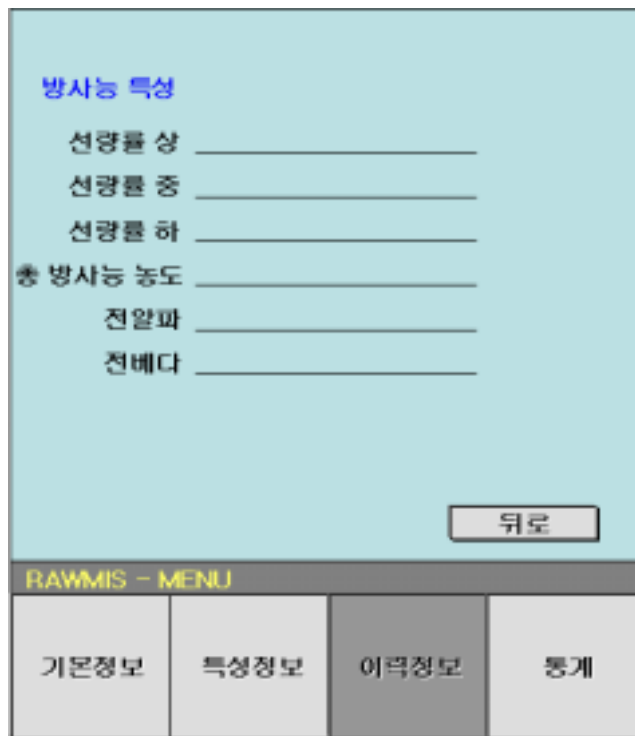 방사능 특성
선량률 상
선량률 중
선량률 하
총 방사능 농도
전알파
전베다
뒤로
RAWMIS - MENU
기본정보 특성정보 이력정보 통계